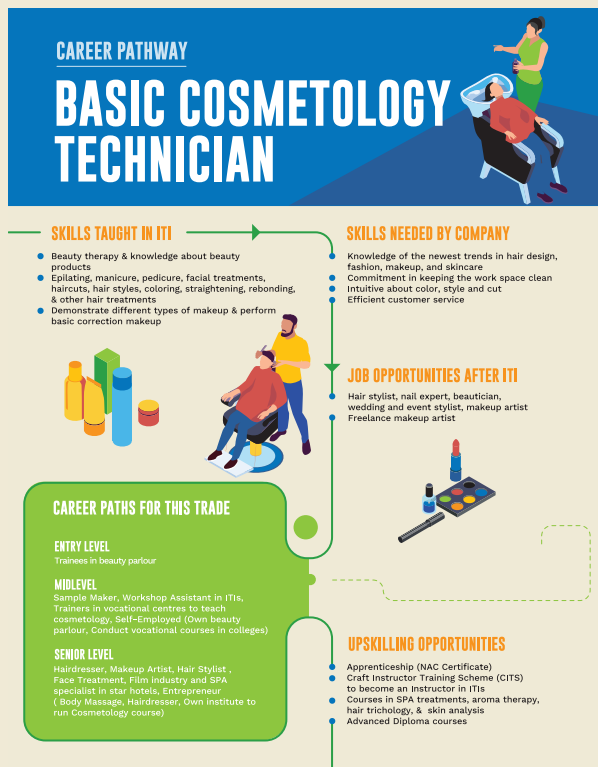 CAREER PATHWAY
BASIC COSMETOLOGY
TECHNICIAN
SKILLS TAUGHT IN ITI
Beauty therapy & knowledge about beauty
products
Epilating, manicure, pedicure, facial treatments,
haircuts, hair styles, coloring, straightening, rebonding,
& other hair treatments
Demonstrate different types of makeup & perform
basic correction makeup
SKILLS NEEDED BY COMPANY
Knowledge of the newest trends in hair design,
fashion, makeup, and skincare
Commitment in keeping the work space clean
Intuitive about color, style and cut
Efficient customer service
JOB OPPORTUNITIES AFTER ITI
Hair stylist, nail expert, beautician,
wedding and event stylist, makeup artist
Freelance makeup artist
CAREER PATHS FOR THIS TRADE
ENTRY LEVEL
Trainees in beauty parlour
MIDLEVEL
Sample Maker, Workshop Assistant in ITIs,
Trainers in vocational centres to teach
cosmetology, Self-Employed (Own beauty
parlour, Conduct vocational courses in colleges)
SENIOR LEVEL
Hairdresser, Makeup Artist, Hair Stylist ,
Face Treatment, Film industry and SPA
specialist in star hotels, Entrepreneur
( Body Massage, Hairdresser, Own institute to
run Cosmetology course)
UPSKILLING OPPORTUNITIES
Apprenticeship (NAC Certificate)
Craft Instructor Training Scheme (CITS)
to become an Instructor in ITIs
Courses in SPA treatments, aroma therapy,
hair trichology, &  skin analysis
Advanced Diploma courses